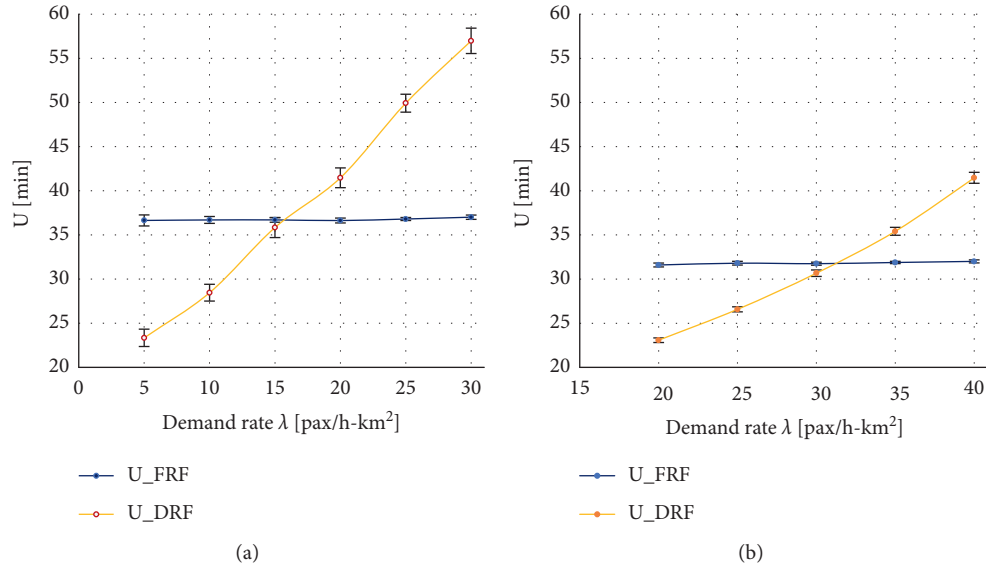 60
55
50
45
40
35
30
25
20
U [min]
0 5 10 15 20 25 30
Demand rate λ [pax/h-km²]
U_FRF
U_DRF
(a)
60
55
50
45
40
35
30
25
20
U [min]
15 20 25 30 35 40
Demand rate λ [pax/h-km²]
U_FRF
U_DRF
(b)